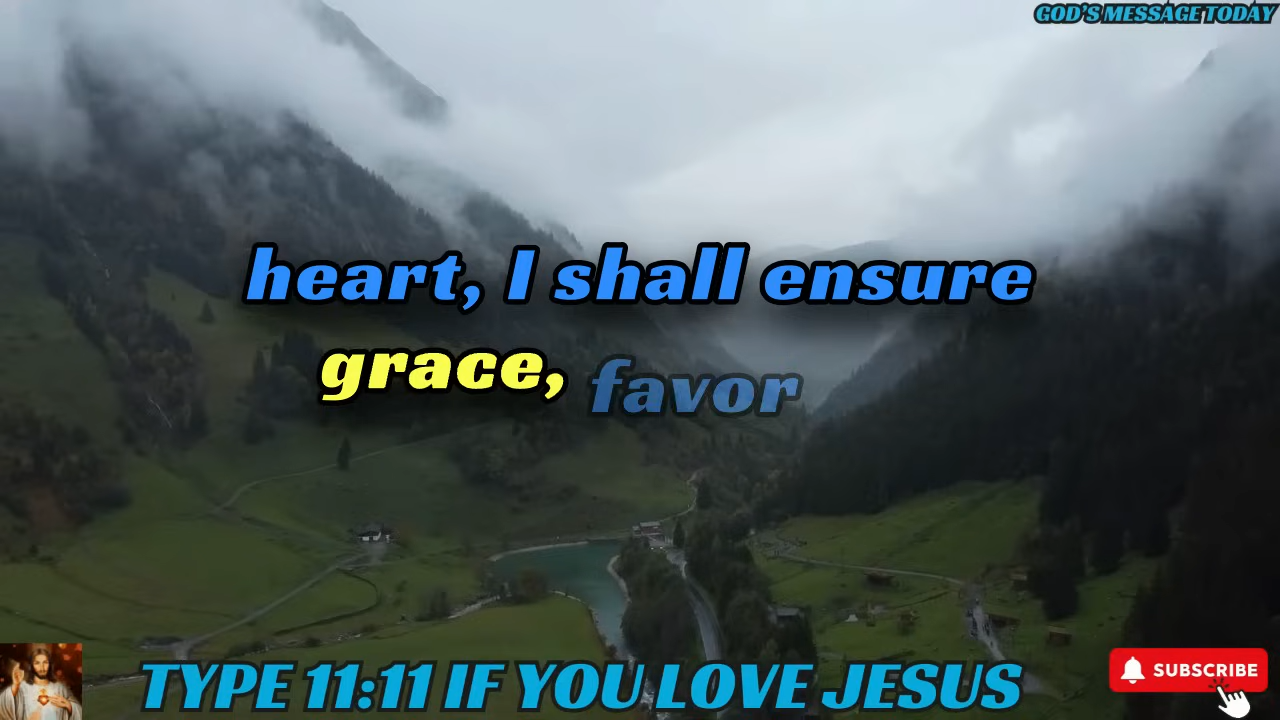 GOD'S MESSAGE TODAY
heart, I shall ensure
grace, favor
TYPE 11:11 IF YOU LOVE JESUS
SUBSCRIBE